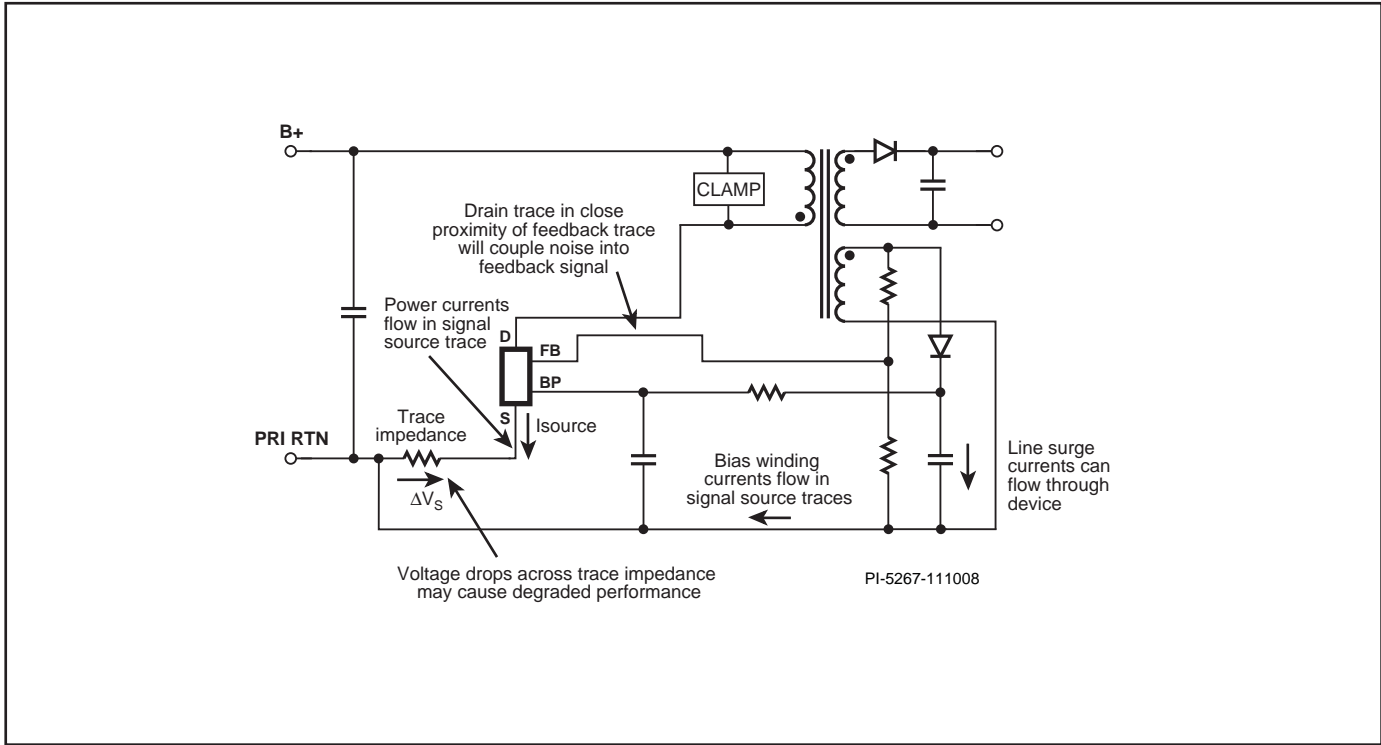 B+
CLAMP
Drain trace in close
proximity of feedback trace
will couple noise into
feedback signal
Power currents
flow in signal
source trace
D
FB
BP
S
Isource
Trace
impedance
PRI RTN
ΔVS
Bias winding
currents flow in
signal source traces
Line surge
currents can
flow through
device
Voltage drops across trace impedance
may cause degraded performance
PI-5267-111008